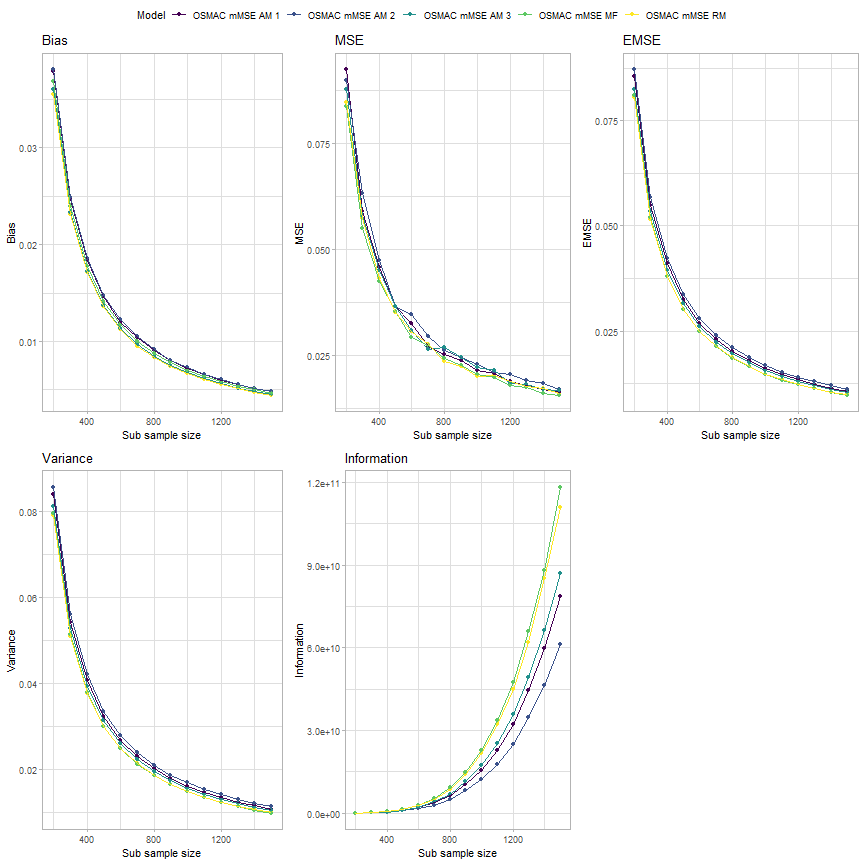 Model OSMAC mMSE AM 1 OSMAC mMSE AM 2 OSMAC mMSE AM 3 OSMAC mMSE MF OSMAC mMSE RM
Bias
0.03
0.02
0.01
Bias
400 800 1200
Sub sample size
MSE
0.075
0.050
0.025
MSE
400 800 1200
Sub sample size
EMSE
0.075
0.050
0.025
EMSE
400 800 1200
Sub sample size
Variance
0.08
0.06
0.04
0.02
Variance
400 800 1200
Sub sample size
Information
1.2e+11
9.0e+10
6.0e+10
3.0e+10
0.0e+00
Information
400 800 1200
Sub sample size